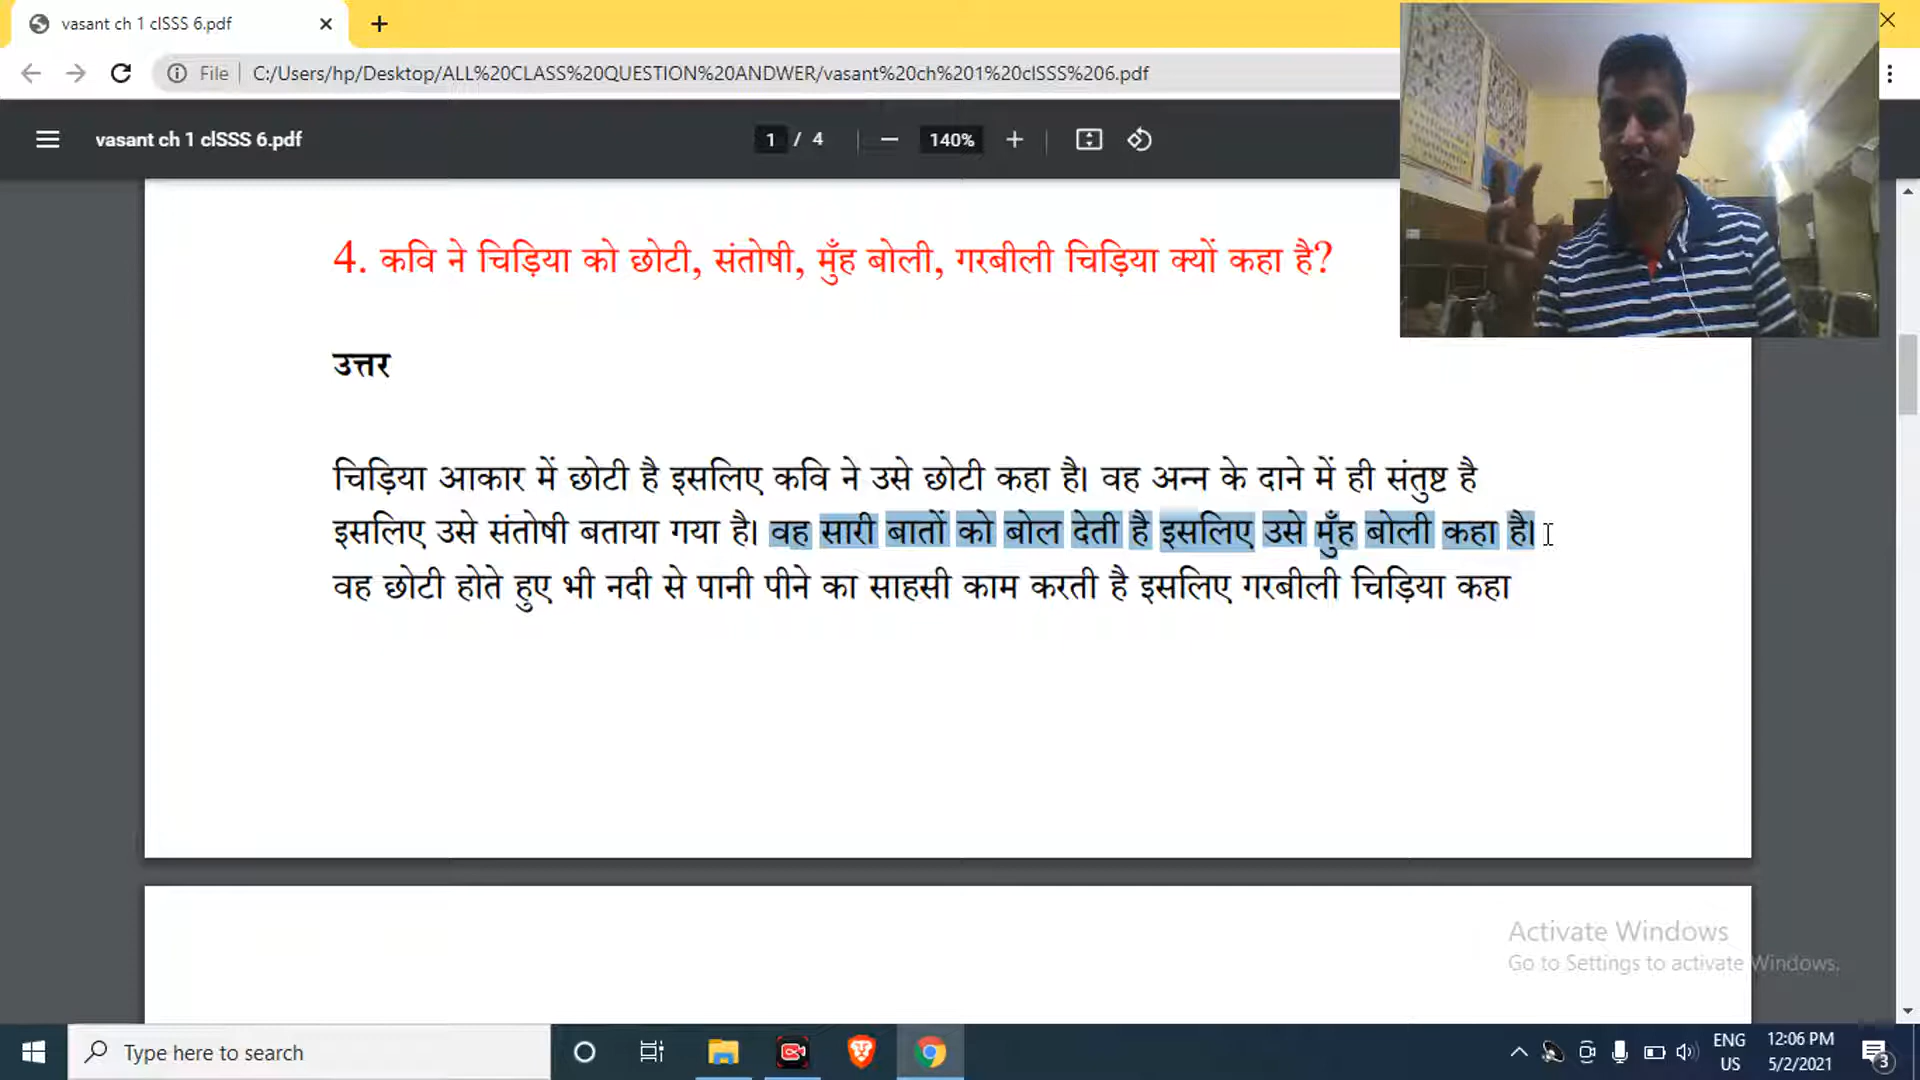 vasant ch 1 clSSS 6.pdf
File
C:/Users/hp/Desktop/ALL%20CLASS%20QUESTION%20ANDWER/vasant%20ch%201%20clSSS%206.pdf
vasant ch 1 clSSS 6.pdf
1 / 4
140%
4. कवि ने चिड़िया को छोटी, संतोषी, मुँह बोली, गरबीली चिड़िया क्यों कहा है?
उत्तर
चिड़िया आकार में छोटी है इसलिए कवि ने उसे छोटी कहा है। वह अन्न के दाने में ही संतुष्ट है
इसलिए उसे संतोषी बताया गया है। वह सारी बातों को बोल देती है इसलिए उसे मुँह बोली कहा है।
वह छोटी होते हुए भी नदी से पानी पीने का साहसी काम करती है इसलिए गरबीली चिड़िया कहा
Activate Windows
Go to Settings to activate Windows.
Type here to search
ENG
US
12:06 PM
5/2/2021
3